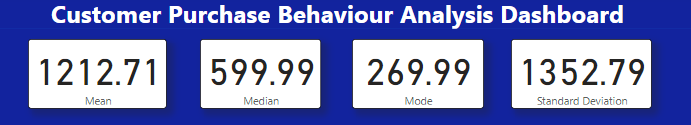 Customer Purchase Behaviour Analysis Dashboard
1212.71 599.99 269.99 1352.79
Mean Median Mode Standard Deviation